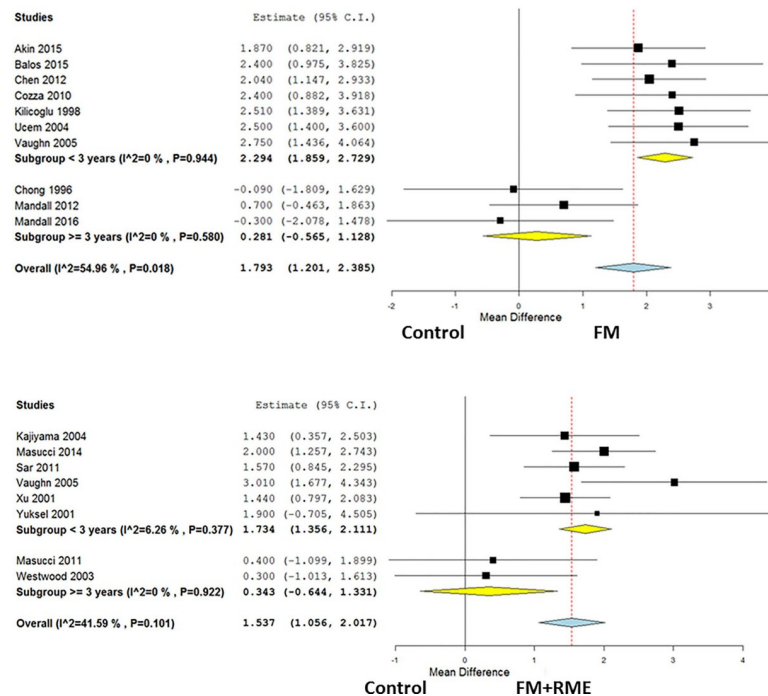 Studies Estimate (95% C.I.)
Akin 2015 1.870 (0.821, 2.919)
Balos 2015 2.400 (0.975, 3.825)
Chen 2012 2.040 (1.147, 2.933)
Cozza 2010 2.400 (0.882, 3.918)
Kilicoglu 1998 2.510 (1.389, 3.631)
Ucem 2004 2.500 (1.400, 3.600)
Vaughn 2005 2.750 (1.436, 4.064)
Subgroup < 3 years (I^2=0 % , P=0.944) 2.294 (1.859, 2.729)
Chong 1996 -0.090 (-1.809, 1.629)
Mandall 2012 0.700 (-0.463, 1.863)
Mandall 2016 -0.300 (-2.078, 1.478)
Subgroup >= 3 years (I^2=0 % , P=0.580) 0.281 (-0.565, 1.128)
Overall (I^2=54.96 % , P=0.018) 1.793 (1.201, 2.385)
-2 -1 0 1 2 3
Mean Difference
Control FM
Studies Estimate (95% C.I.)
Kajiyama 2004 1.430 (0.357, 2.503)
Masucci 2014 2.000 (1.257, 2.743)
Sar 2011 1.570 (0.845, 2.295)
Vaughn 2005 3.010 (1.677, 4.343)
Xu 2001 1.440 (0.797, 2.083)
Yuksel 2001 1.900 (-0.705, 4.505)
Subgroup < 3 years (I^2=6.26 % , P=0.377) 1.734 (1.356, 2.111)
Masucci 2011 0.400 (-1.099, 1.899)
Westwood 2003 0.300 (-1.013, 1.613)
Subgroup >= 3 years (I^2=0 % , P=0.922) 0.343 (-0.644, 1.331)
Overall (I^2=41.59 % , P=0.101) 1.537 (1.056, 2.017)
-1 0 1 2 3 4
Mean Difference
Control FM+RME